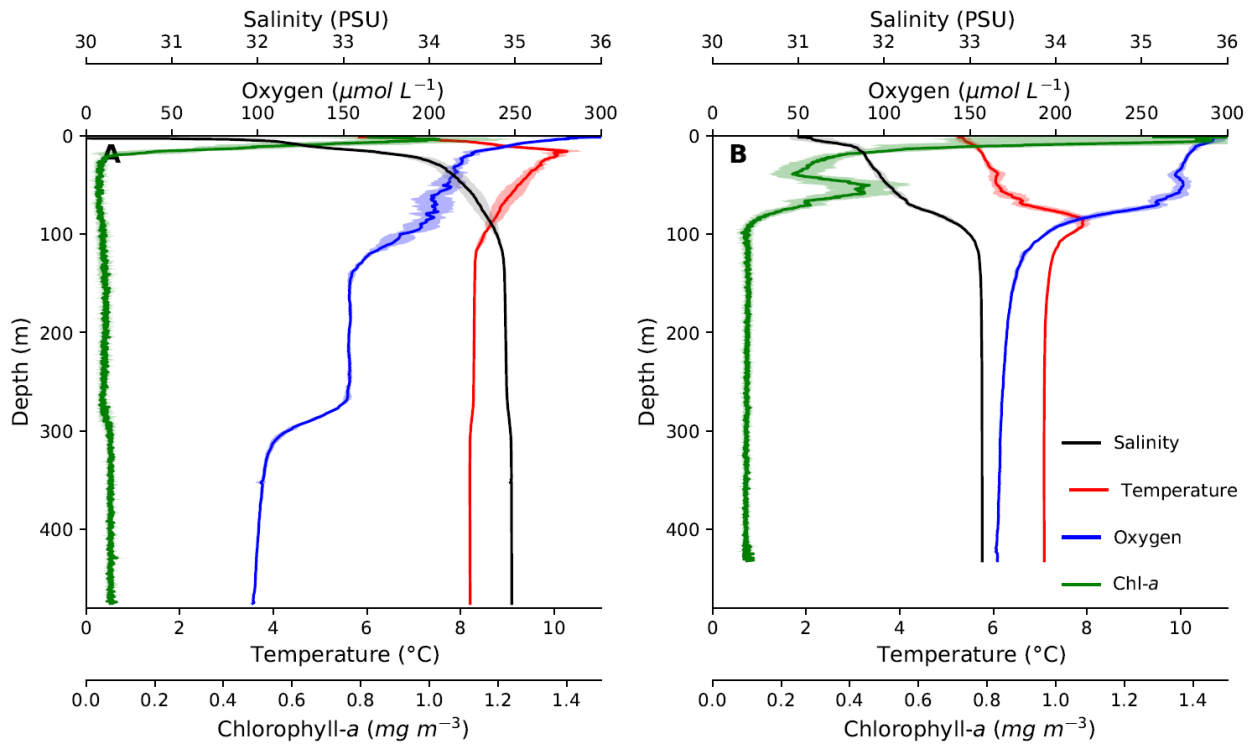 Salinity (PSU)
30 31 32 33 34 35 36
Oxygen (μmol L⁻¹)
0 50 100 150 200 250 300
A
0
100
200
300
400
Depth (m)
0 2 4 6 8 10
Temperature (°C)
0.0 0.2 0.4 0.6 0.8 1.0 1.2 1.4
Chlorophyll-a (mg m⁻³)
Salinity (PSU)
30 31 32 33 34 35 36
Oxygen (μmol L⁻¹)
0 50 100 150 200 250 300
B
0
100
200
300
400
Depth (m)
Salinity
Temperature
Oxygen
Chl-a
0 2 4 6 8 10
Temperature (°C)
0.0 0.2 0.4 0.6 0.8 1.0 1.2 1.4
Chlorophyll-a (mg m⁻³)